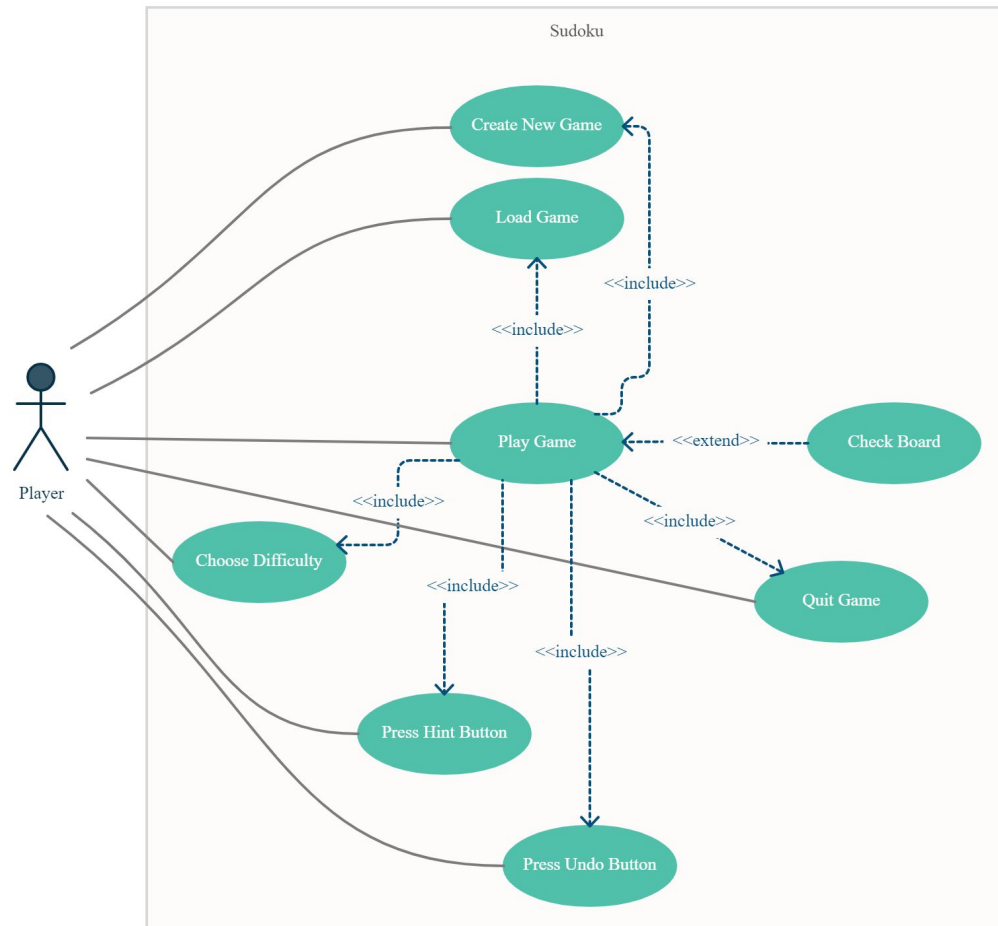 Sudoku
Create New Game
Load Game
<<include>>
<<include>>
Play Game
<<extend>>
Check Board
Player
<<include>>
<<include>>
Choose Difficulty
<<include>>
Quit Game
<<include>>
Press Hint Button
Press Undo Button